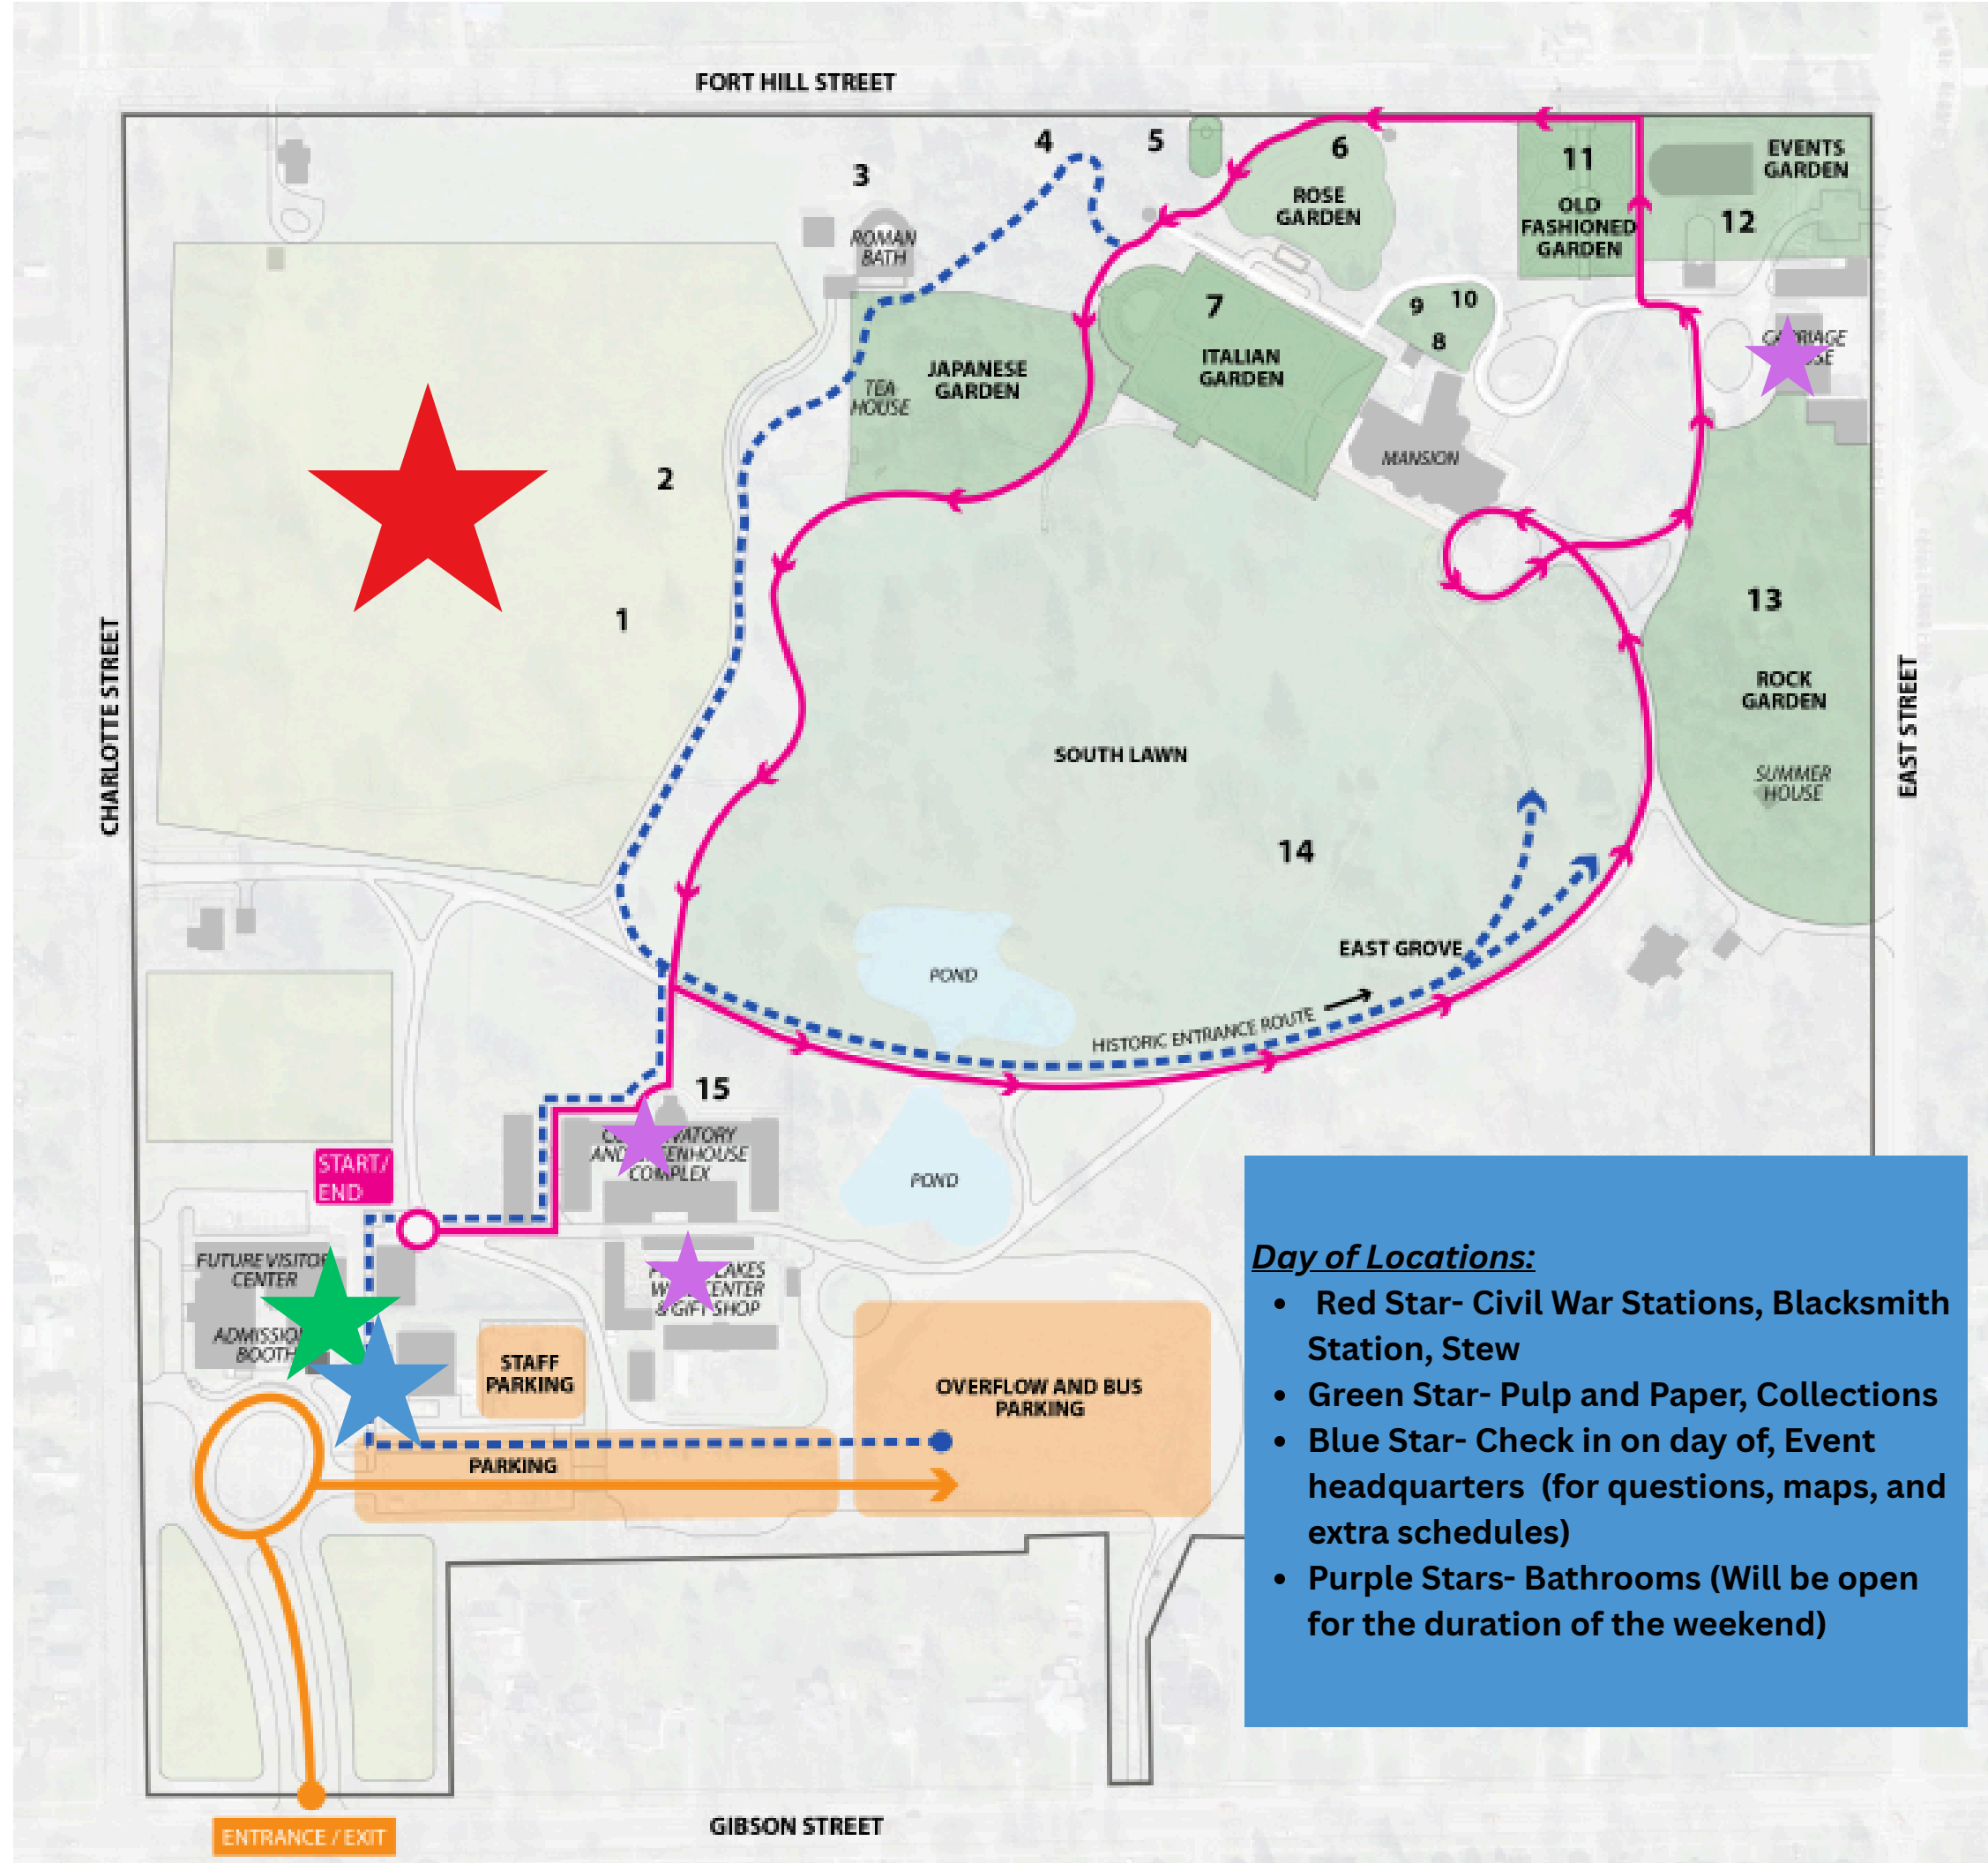 FORT HILL STREET
4
5
6
3
11
EVENTS
GARDEN
ROSE
GARDEN
OLD
FASHIONED
GARDEN
12
ROMAN
BATH
7
9
10
8
ITALIAN
GARDEN
JAPANESE
GARDEN
TEA
HOUSE
MANSION
2
1
13
ROCK
GARDEN
SUMMER
HOUSE
CHARLOTTE STREET
EAST STREET
SOUTH LAWN
14
EAST GROVE
POND
HISTORIC ENTRANCE ROUTE
15
COMPLEX
POND
START/
END
FUTURE VISITOR
CENTER
BOOTH
CENTER
& GIFT SHOP
STAFF
PARKING
OVERFLOW AND BUS
PARKING
PARKING
ENTRANCE / EXIT
GIBSON STREET
Day of Locations:
• Red Star- Civil War Stations, Blacksmith
Station, Stew
• Green Star- Pulp and Paper, Collections
• Blue Star- Check in on day of, Event
headquarters (for questions, maps, and
extra schedules)
• Purple Stars- Bathrooms (Will be open
for the duration of the weekend)